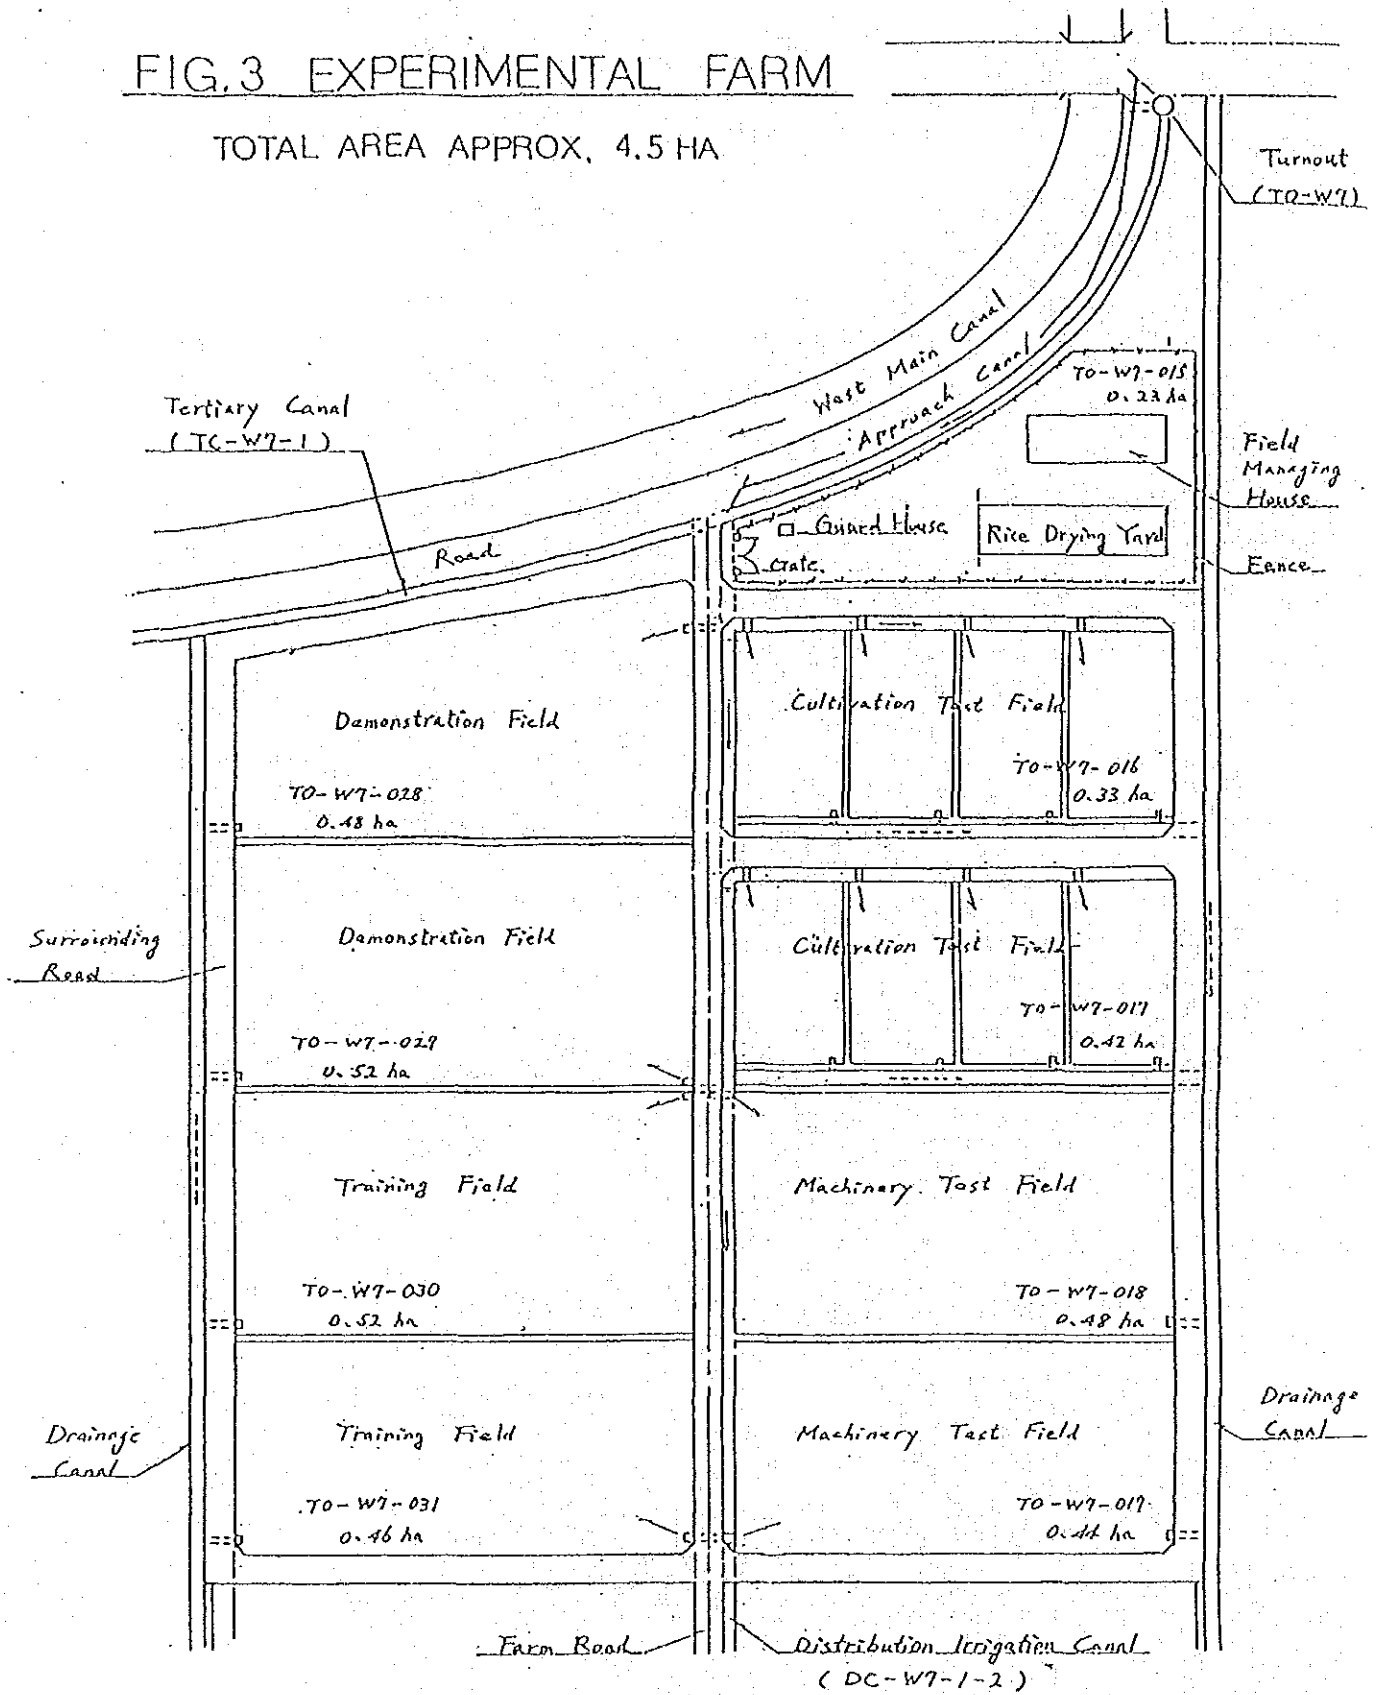 FIG. 3 EXPERIMENTAL FARM
TOTAL AREA APPROX. 4.5 HA
Turnout
(TO-W7)
West Main Canal
Approach Canal
TO-W7-015
0.23 ha
Tertiary Canal
(TC-W7-1)
Field
Managing
House
Guard House
Rice Drying Yard
Road
Gate
Fence
Demonstration Field
Cultivation Test Field
TO-W7-016
0.33 ha
TO-W7-028
0.48 ha
Surrounding
Road
Demonstration Field
Cultivation Test Field
TO-W7-017
0.42 ha
TO-W7-029
0.52 ha
Training Field
Machinery Test Field
TO-W7-030
0.52 ha
TO-W7-018
0.48 ha
Drainage
Canal
Training Field
Machinery Test Field
Drainage
Canal
TO-W7-031
0.46 ha
TO-W7-019
0.44 ha
Farm Road
Distribution Irrigation Canal
(DC-W7-1-2)